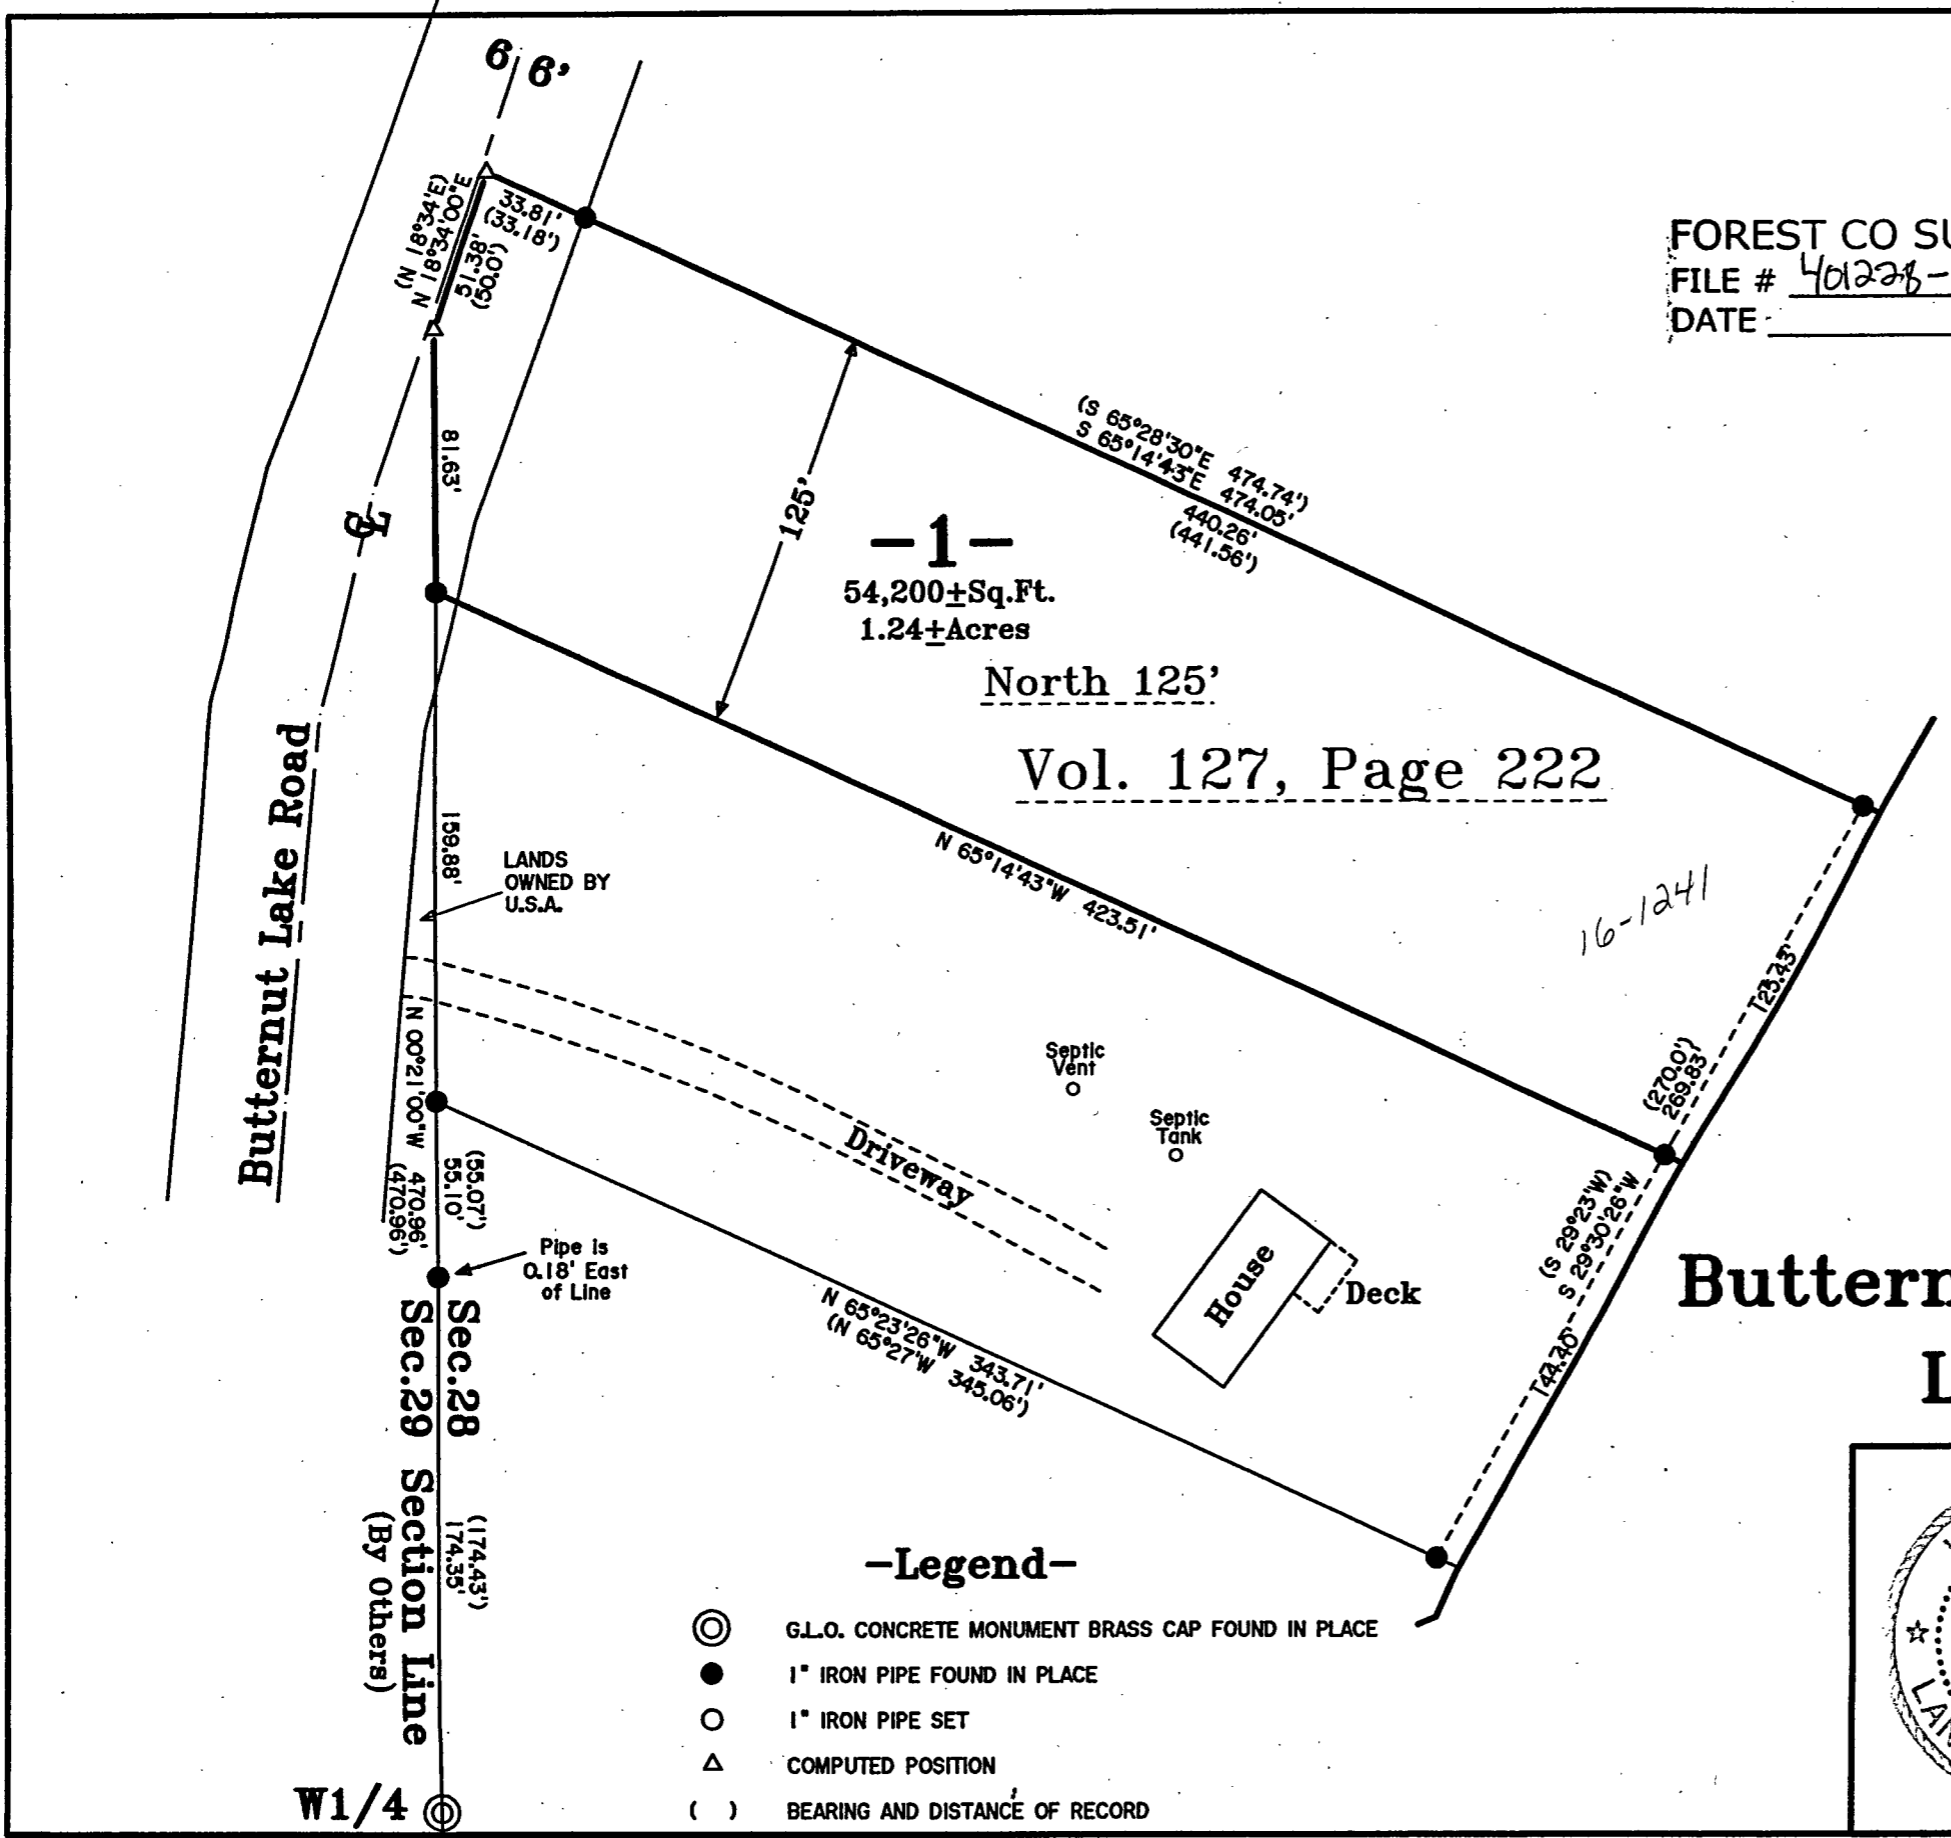 66'
(N 18°34'E)
N 18°34'00"E
33.81'
(33.18')
51.38'
(50.0')
FOREST CO SU
FILE # 401228-
DATE
81.63'
125'
(S 65°28'30"E 474.74')
S 65°14'43"E 474.05'
440.26'
(441.56')
-1-
54,200±Sq.Ft.
1.24±Acres
North 125'
Vol. 127, Page 222
Butternut Lake Road
159.88'
LANDS
OWNED BY
U.S.A.
N 65°14'43"W 423.51'
16-1241
(270.0')
269.83'
N 00°21'00"W 470.96'
(470.96')
(55.07')
55.10'
Septic
Vent
Septic
Tank
Driveway
House
Deck
(S 29°23'W)
S 29°30'26"W
Pipe is
0.18' East
of Line
N 65°23'26"W 343.71'
(N 65°27'W 345.06')
Buttern
L
Sec.28
Sec.29 Section Line
(By Others)
(174.43')
174.35'
-Legend-
G.L.O. CONCRETE MONUMENT BRASS CAP FOUND IN PLACE
1" IRON PIPE FOUND IN PLACE
1" IRON PIPE SET
COMPUTED POSITION
( ) BEARING AND DISTANCE OF RECORD
W1/4
LAN